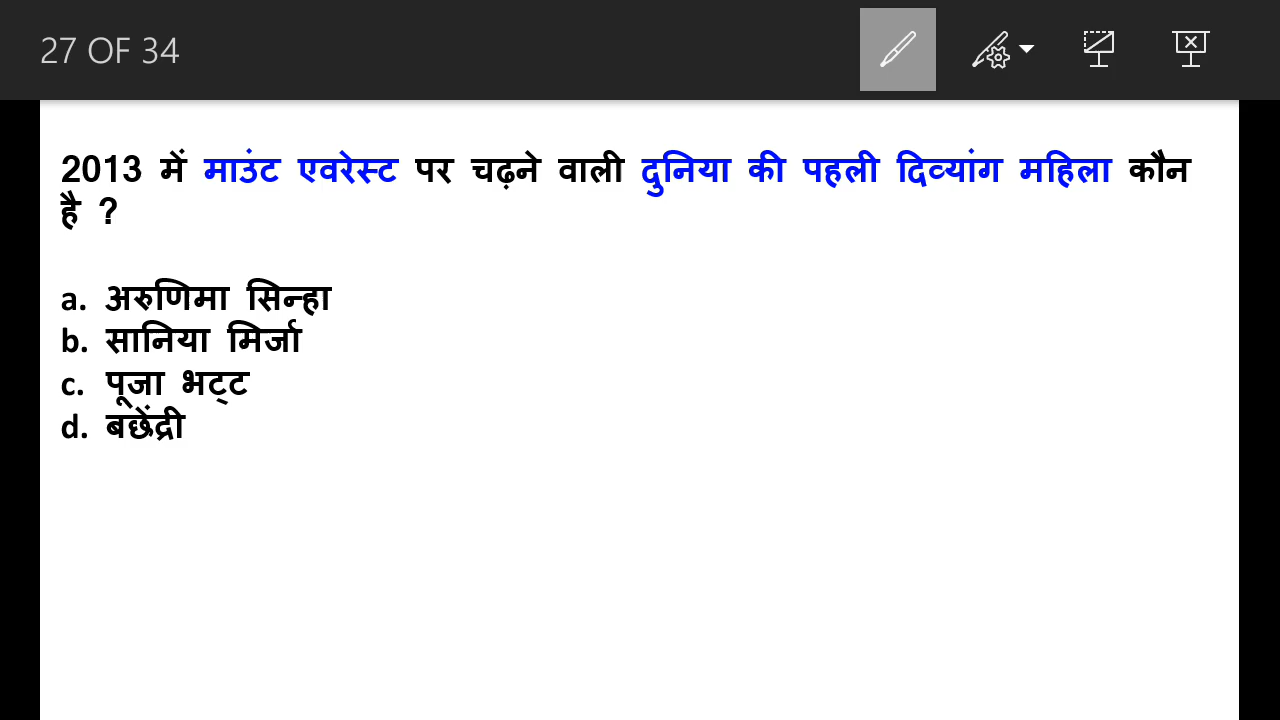 27 OF 34
2013 में माउंट एवरेस्ट पर चढ़ने वाली दुनिया की पहली दिव्यांग महिला कौन
है ?
a. अरुणिमा सिन्हा
b. सानिया मिर्जा
c. पूजा भट्ट
d. बछेंद्री